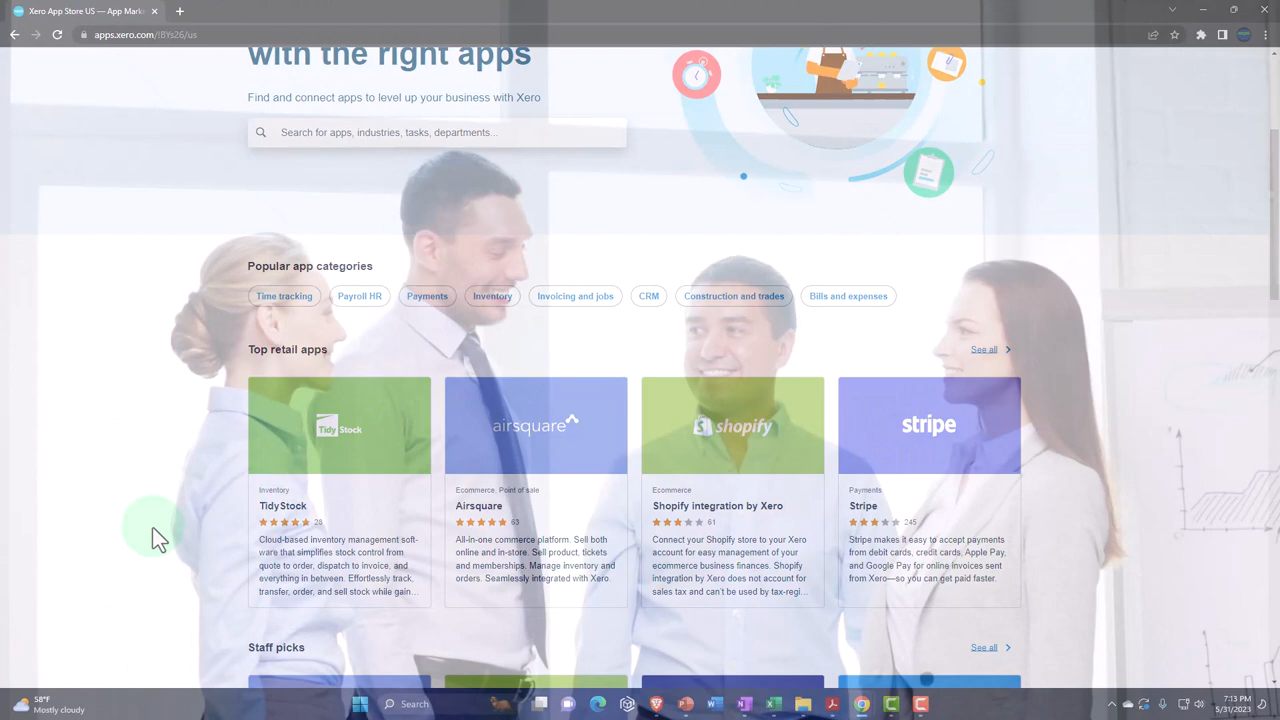 Xero App Store US — App Mark
apps.xero.com/!BYs26/us
with the right apps
Find and connect apps to level up your business with Xero
Search for apps, industries, tasks, departments...
Popular app categories
Time tracking
Payroll HR
Payments
Inventory
Invoicing and jobs
CRM
Construction and trades
Bills and expenses
Top retail apps
See all
Tidy Stock
airsquare
shopify
stripe
Inventory
TidyStock
28
Cloud-based inventory management soft-
ware that simplifies stock control from
quote to order, dispatch to invoice, and
everything in between. Effortlessly track,
transfer, order, and sell stock while gain...
Ecommerce, Point of sale
Airsquare
63
All-in-one commerce platform. Sell both
online and in-store. Sell product, tickets
and memberships. Manage inventory and
orders. Seamlessly integrated with Xero.
Ecommerce
Shopify integration by Xero
61
Connect your Shopify store to your Xero
account for easy management of your
ecommerce business finances. Shopify
integration by Xero does not account for
sales tax and can't be used by tax-regi...
Payments
Stripe
245
Stripe makes it easy to accept payments
from debit cards, credit cards, Apple Pay,
and Google Pay for online invoices sent
from Xero—so you can get paid faster.
Staff picks
See all
58°F
Mostly cloudy
Search
7:13 PM
5/31/2023